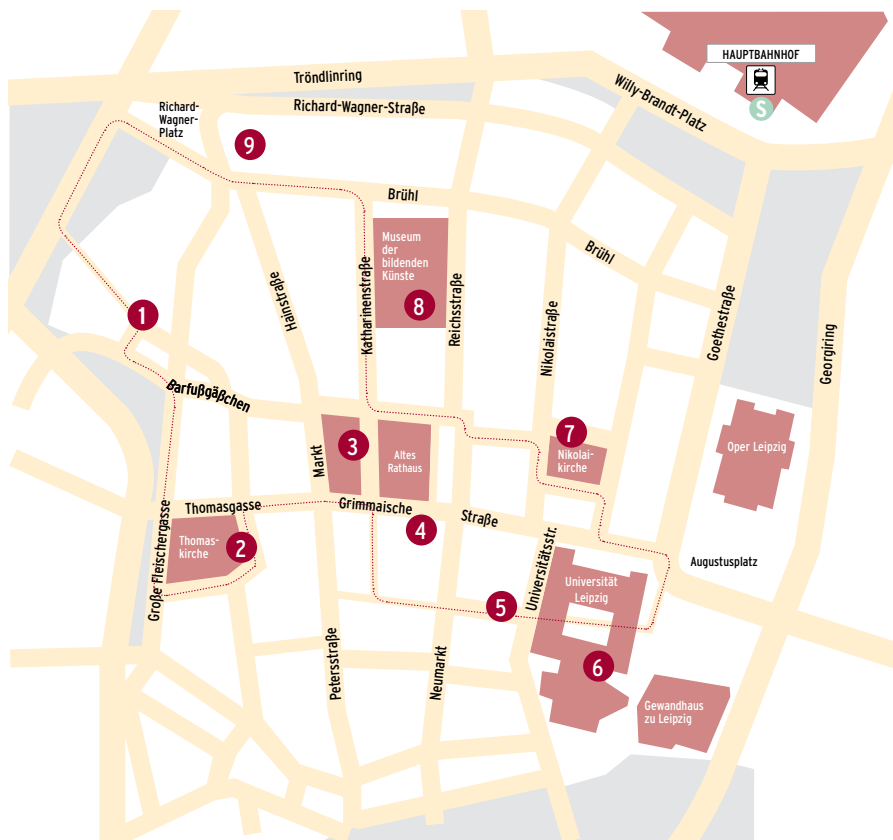 HAUPTBAHNHOF
S
Tröndlinring
Willy-Brandt-Platz
Richard-
Wagner-
Platz
Richard-Wagner-Straße
9
Brühl
Brühl
Museum
der
bildenden
Künste
8
Hainstraße
Katharinenstraße
Reichsstraße
Nikolaistraße
Goethestraße
Georgiring
1
Barfußgäßchen
Markt
3
Altes
Rathaus
7
Nikolai-
kirche
Oper Leipzig
Thomasgasse
Grimmaische
Straße
4
Große Fleischergasse
Thomas-
kirche
2
Universitätsstr.
Augustusplatz
Universität
Leipzig
5
6
Petersstraße
Neumarkt
Gewandhaus
zu Leipzig